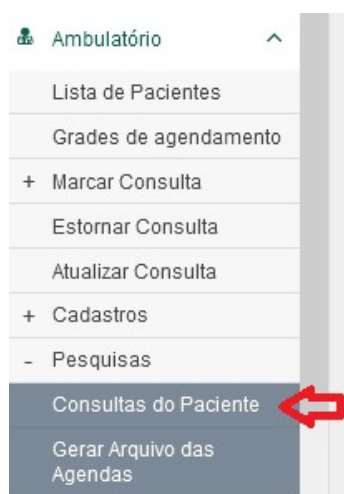 Ambulatório
Lista de Pacientes
Grades de agendamento
+ Marcar Consulta
Estornar Consulta
Atualizar Consulta
+ Cadastros
- Pesquisas
Consultas do Paciente
Gerar Arquivo das
Agendas